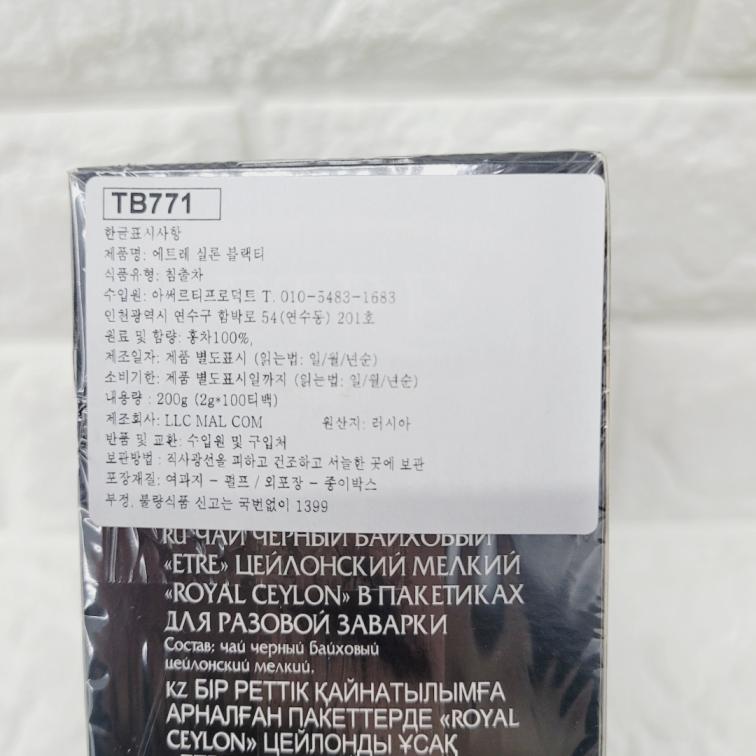 TB771
한글표시사항
제품명: 에트레 실론 블랙티
식품유형: 침출차
수입원: 아써르티프로덕트 T. 010-5483-1683
인천광역시 연수구 함박로 54(연수동) 201호
원료 및 함량: 홍차100%,
제조일자: 제품 별도표시 (읽는법: 일/월/년순)
소비기한: 제품 별도표시일까지 (읽는법: 일/월/년순)
내용량 : 200g (2g*100티백)
제조회사: LLC MAL COM 원산지: 러시아
반품 및 교환: 수입원 및 구입처
보관방법 : 직사광선을 피하고 건조하고 서늘한 곳에 보관
포장재질: 여과지 - 펄프 / 외포장 - 종이박스
부정, 불량식품 신고는 국번없이 1399
RU ЧАЙ ЧЕРНЫЙ БАЙХОВЫЙ
«ETRE» ЦЕЙЛОНСКИЙ МЕЛКИЙ
«ROYAL CEYLON» В ПАКЕТИКАХ
ДЛЯ РАЗОВОЙ ЗАВАРКИ
Состав: чай черный байховый
цейлонский мелкий.
KZ БІР РЕТТІК ҚАЙНАТЫЛЫМҒА
АРНАЛҒАН ПАКЕТТЕРДЕ «ROYAL
CEYLON» ЦЕЙЛОНДЫ ҰСАҚ